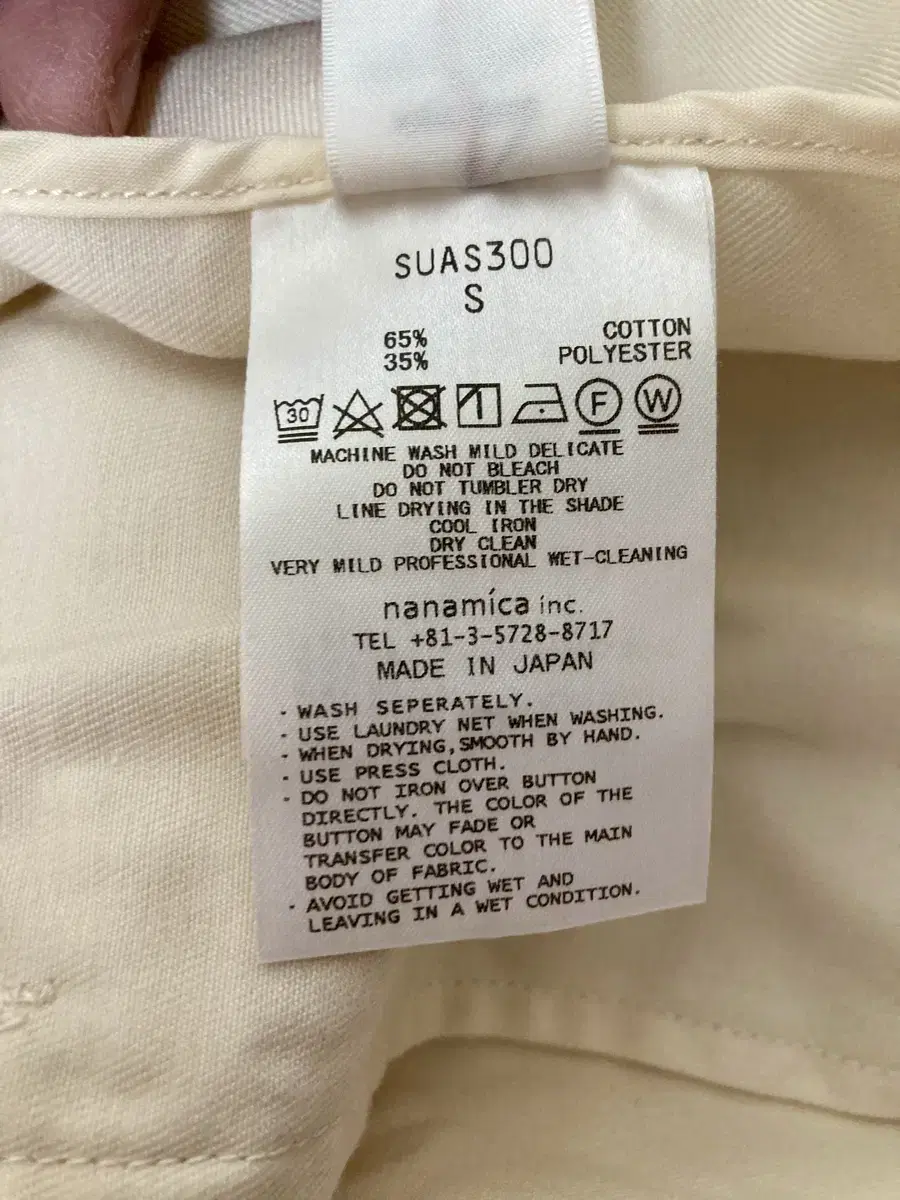 SUAS300
S
65% COTTON
35% POLYESTER
30 F W
MACHINE WASH MILD DELICATE
DO NOT BLEACH
DO NOT TUMBLER DRY
LINE DRYING IN THE SHADE
COOL IRON
DRY CLEAN
VERY MILD PROFESSIONAL WET-CLEANING
nanamíca inc.
TEL +81-3-5728-8717
MADE IN JAPAN
· WASH SEPERATELY.
· USE LAUNDRY NET WHEN WASHING.
· WHEN DRYING,SMOOTH BY HAND.
· USE PRESS CLOTH.
· DO NOT IRON OVER BUTTON
DIRECTLY. THE COLOR OF THE
BUTTON MAY FADE OR
TRANSFER COLOR TO THE MAIN
BODY OF FABRIC.
· AVOID GETTING WET AND
LEAVING IN A WET CONDITION.